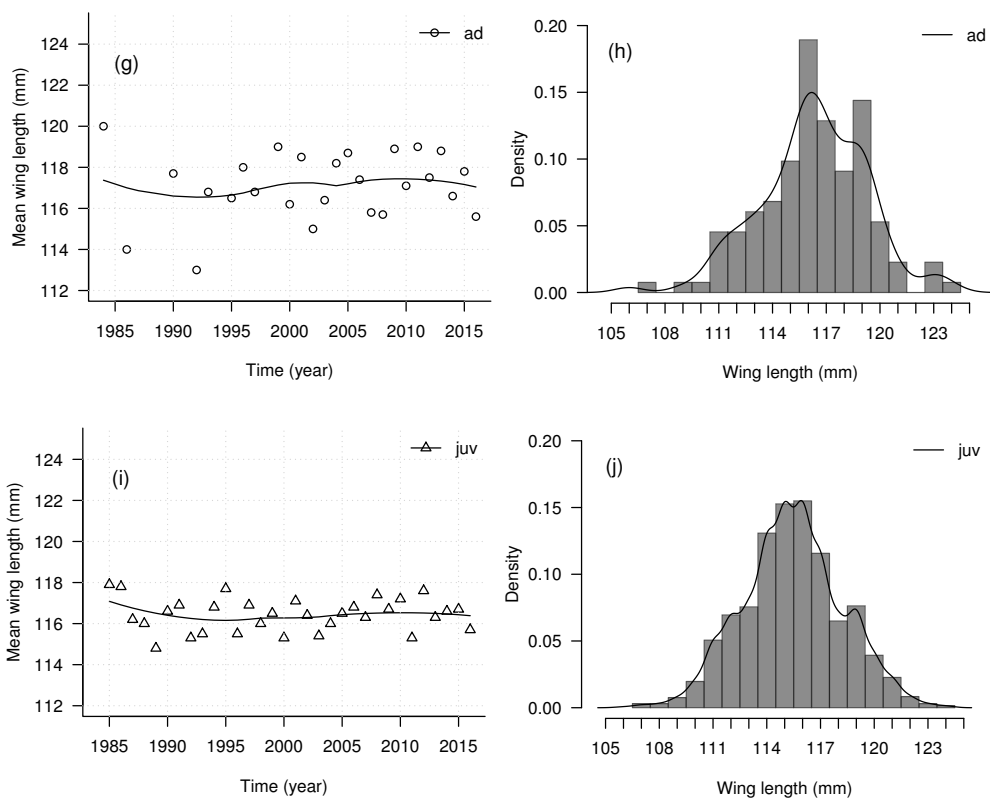 (g)
ad
Mean wing length (mm)
124
122
120
118
116
114
112
1985 1990 1995 2000 2005 2010 2015
Time (year)
(h)
ad
Density
0.20
0.15
0.10
0.05
0.00
105 108 111 114 117 120 123
Wing length (mm)
(i)
juv
Mean wing length (mm)
124
122
120
118
116
114
112
1985 1990 1995 2000 2005 2010 2015
Time (year)
(j)
juv
Density
0.20
0.15
0.10
0.05
0.00
105 108 111 114 117 120 123
Wing length (mm)